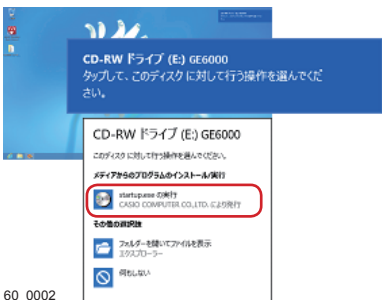 CD-RW ドライブ (E:) GE6000
タップして、このディスク に対して行う操作を選んでくだ
さい。
CD-RW ドライブ (E:) GE6000
このディスク に対して行う操作を選んでください。
メディアからのプログラムのインストール/実行
startup.exe の実行
CASIO COMPUTER CO.,LTD. により発行
その他の選択肢
フォルダーを開いてファイルを表示
エクスプローラー
何もしない
60_0002